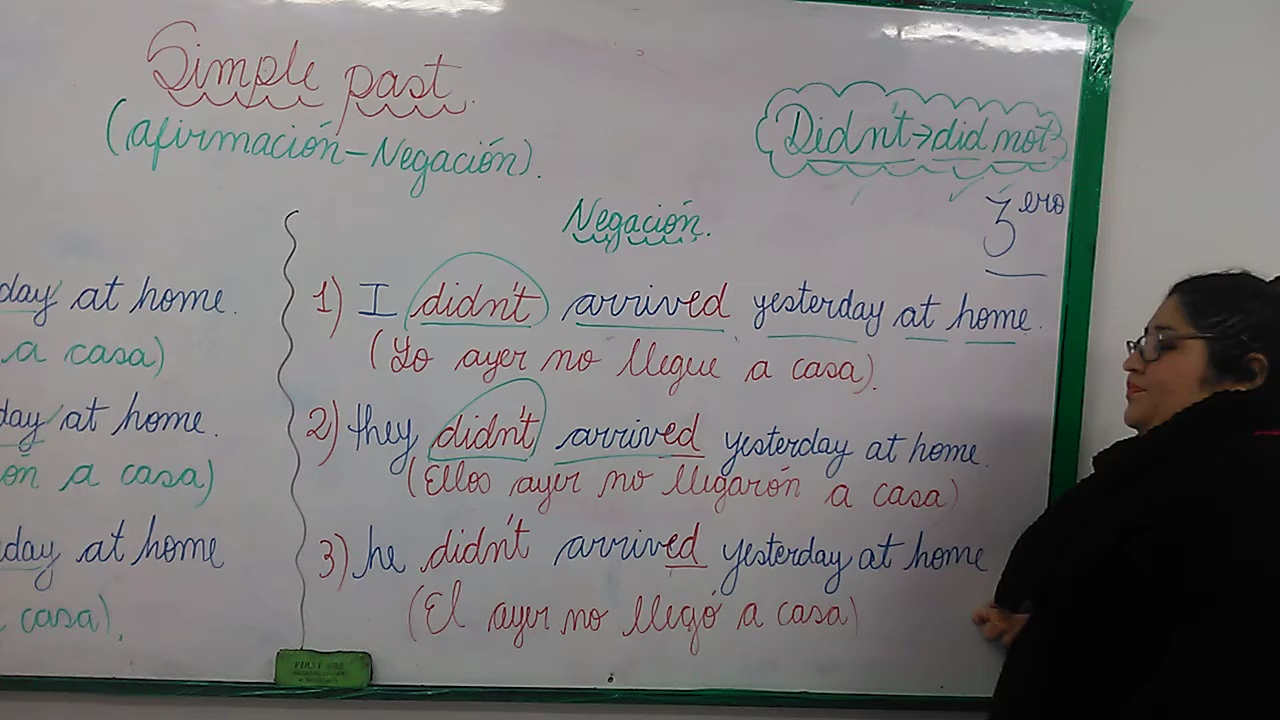 Simple past.
(afirmación-Negación).
Didn't→did not
3ero
Negación.
day at home.
a casa)
day at home.
ón a casa)
day at home
casa).
1) I didn't arrived yesterday at home.
(Yo ayer no llegue a casa).
2) they didn't arrived yesterday at home.
(Ellos ayer no llegarón a casa)
3) he didn't arrived yesterday at home
(El ayer no llegó a casa)